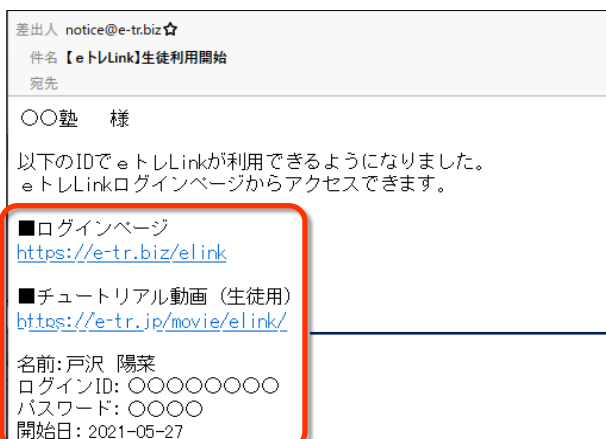 差出人 notice@e-tr.biz☆
件名 【eトレLink】生徒利用開始
宛先
〇〇塾 様
以下のIDでeトレLinkが利用できるようになりました。
eトレLinkログインページからアクセスできます。
■ログインページ
https://e-tr.biz/elink
■チュートリアル動画（生徒用）
https://e-tr.jp/movie/elink/
名前:戸沢 陽菜
ログインID: 〇〇〇〇〇〇〇〇
パスワード: 〇〇〇〇
開始日: 2021-05-27